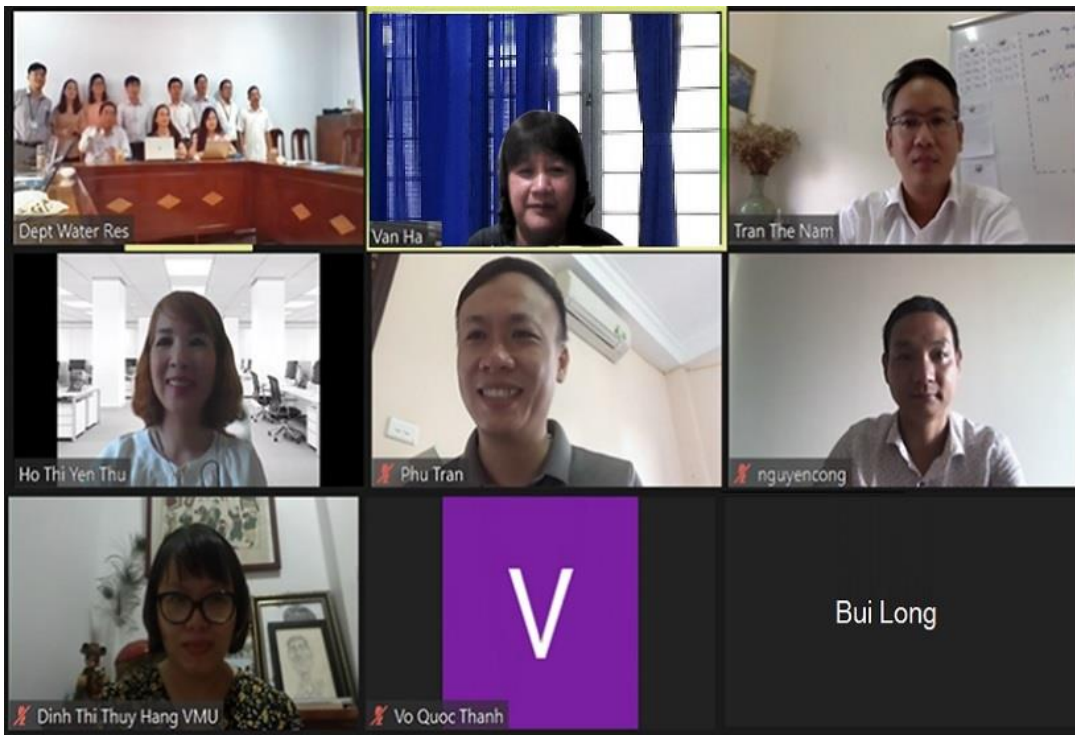 Dept Water Res
Van Ha
Tran The Nam
Ho Thi Yen Thu
Phu Tran
nguyencong
Dinh Thi Thuy Hang VMU
V
Vo Quoc Thanh
Bui Long